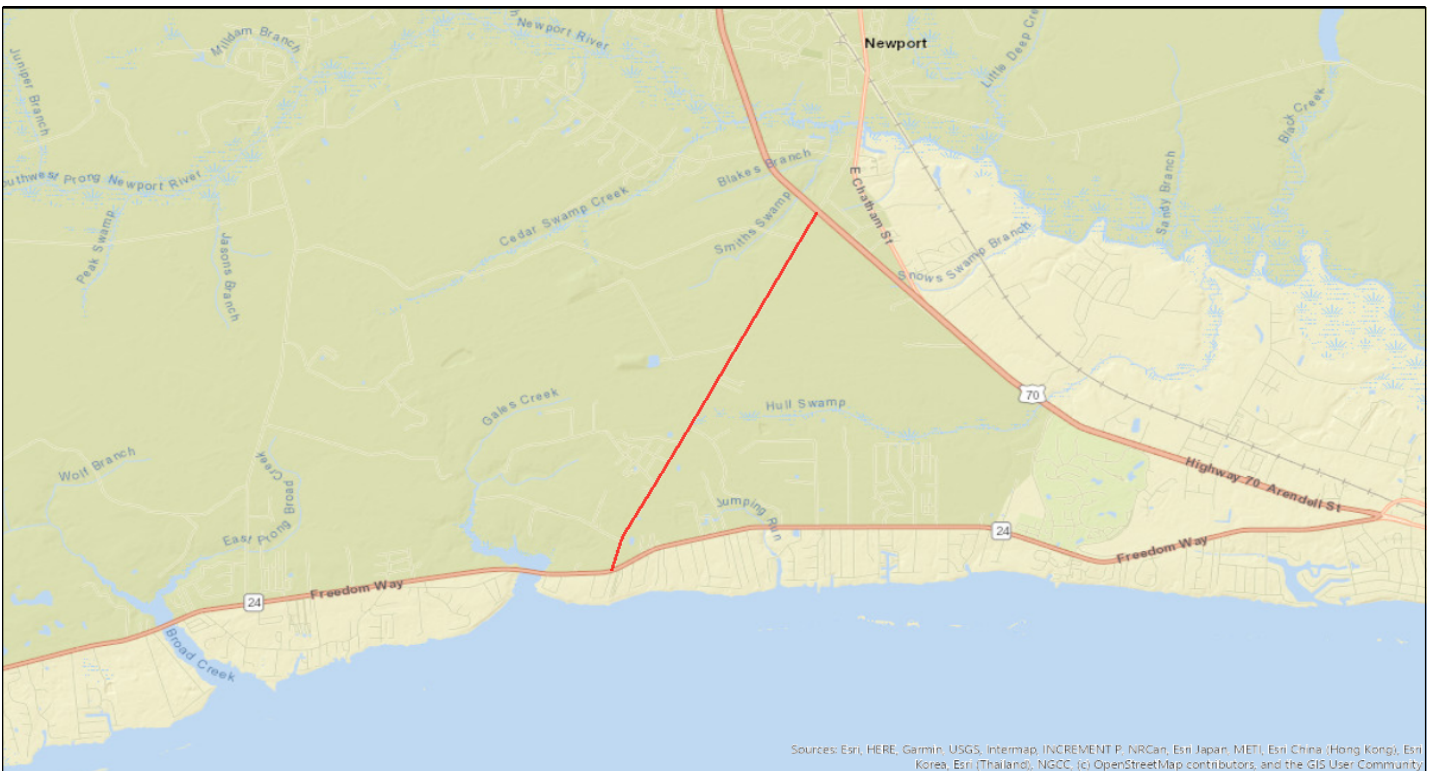 Newport River
Newport
Milldam Branch
Juniper Branch
Little Deep Cre
Black Creek
Blakes Branch
outhwest Prong Newport River
E Chatham St
Sandy Branch
Cedar Swamp Creek
Smiths Swamp
Peak Swamp
Jasons Branch
Snows Swamp Branch
Gales Creek
Hull Swamp
70
Wolf Branch
East Prong Broad Creek
Highway 70 Arendell St
Jumping Run
24
Freedom Way
Freedom Way
24
Broad Creek
Sources: Esri, HERE, Garmin, USGS, Intermap, INCREMENT P, NRCan, Esri Japan, METI, Esri China (Hong Kong), Esri
Korea, Esri (Thailand), NGCC, (c) OpenStreetMap contributors, and the GIS User Community